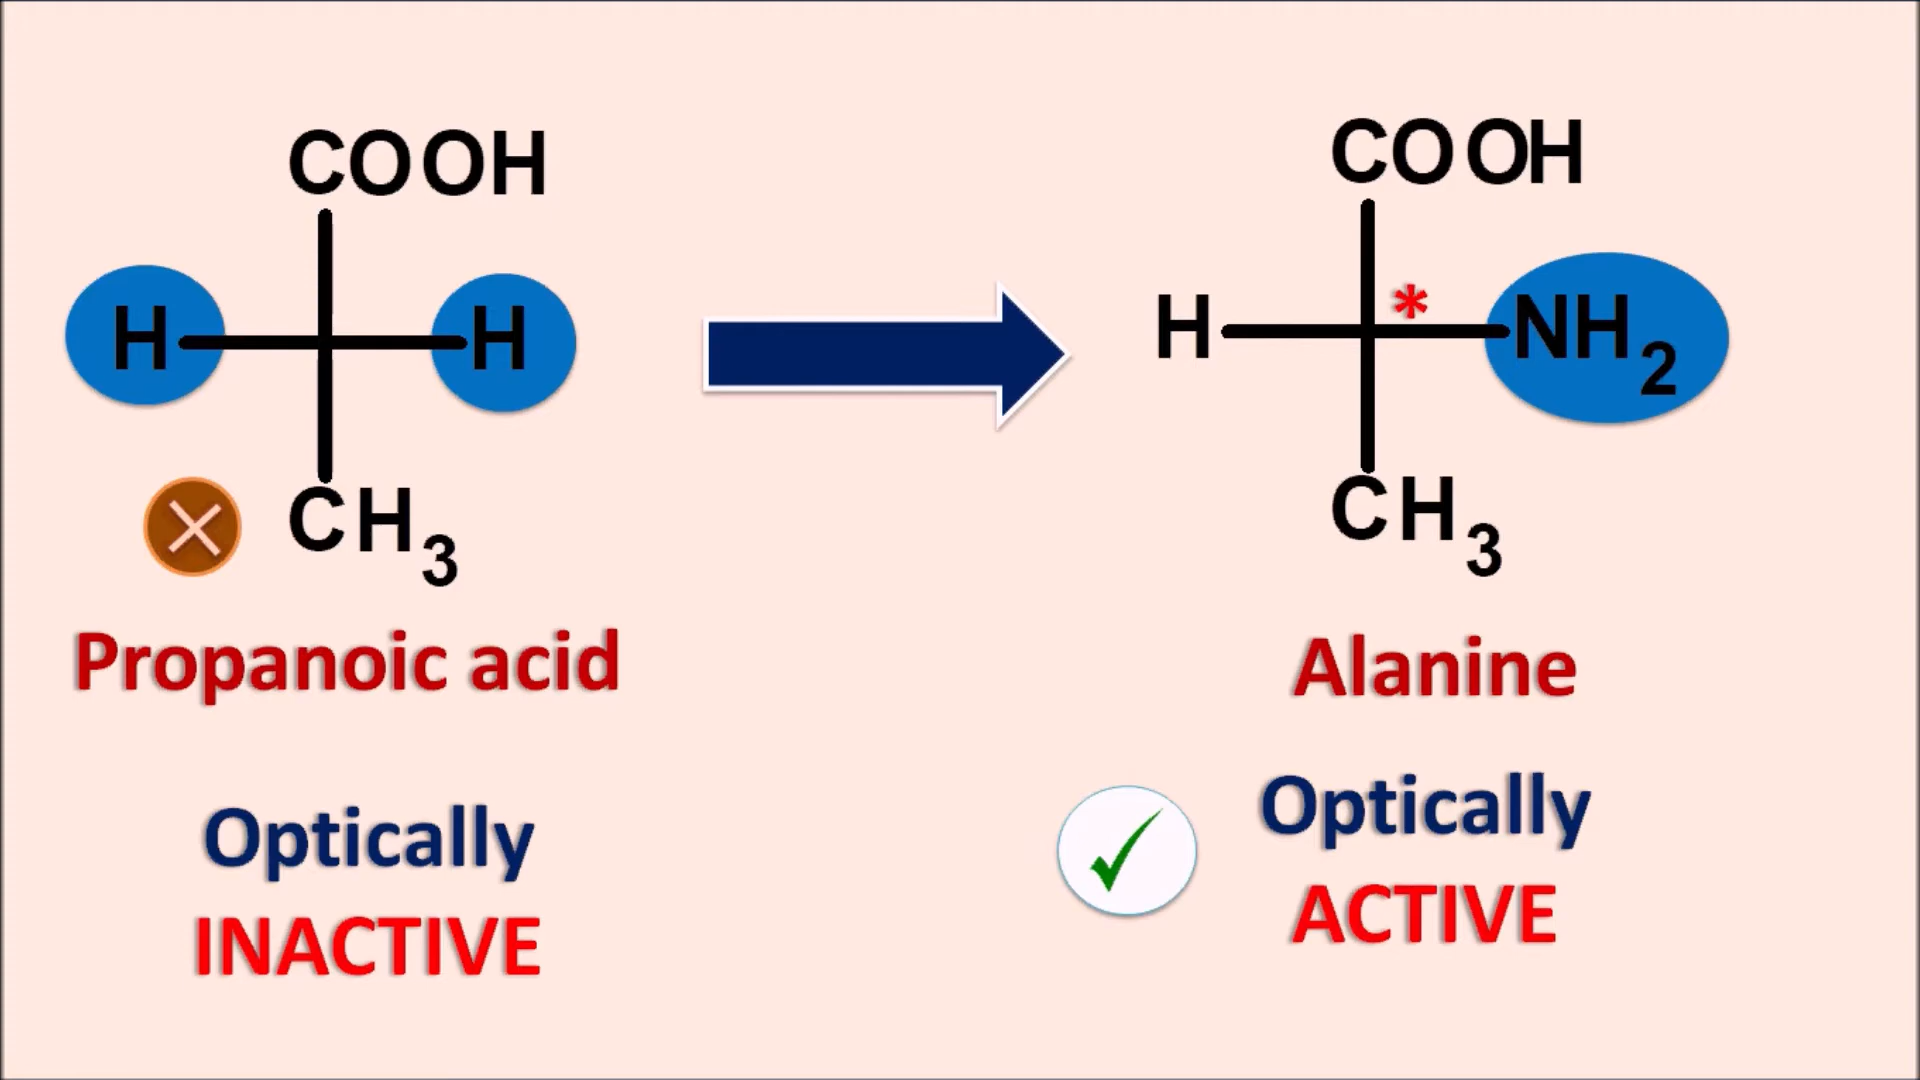 COOH
H H
CH3
Propanoic acid
Optically
INACTIVE
COOH
H * NH2
CH3
Alanine
Optically
ACTIVE